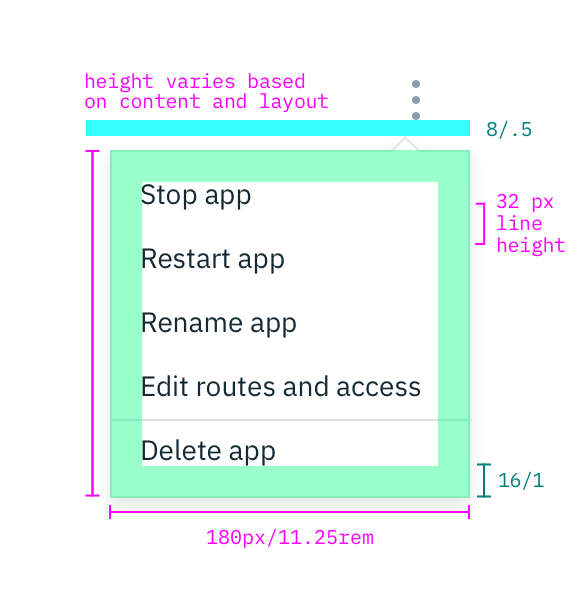 height varies based
on content and layout
8/.5
Stop app
32 px
line
height
Restart app
Rename app
Edit routes and access
Delete app
16/1
180px/11.25rem